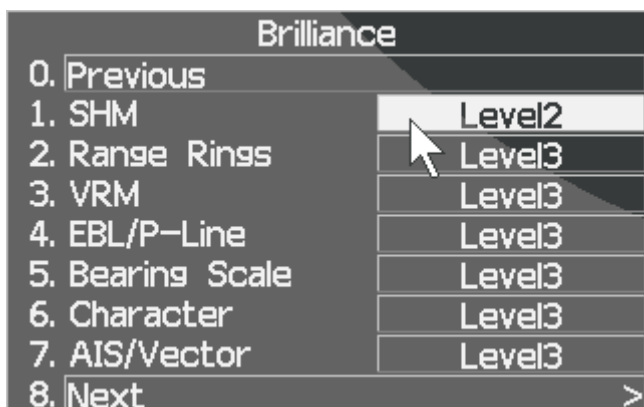 Brilliance
0. Previous
1. SHM Level2
2. Range Rings Level3
3. VRM Level3
4. EBL/P-Line Level3
5. Bearing Scale Level3
6. Character Level3
7. AIS/Vector Level3
8. Next >